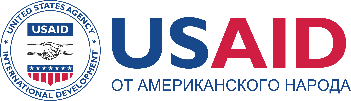 UNITED STATES AGENCY
USAID
INTERNATIONAL DEVELOPMENT
USAID
ОТ АМЕРИКАНСКОГО НАРОДА